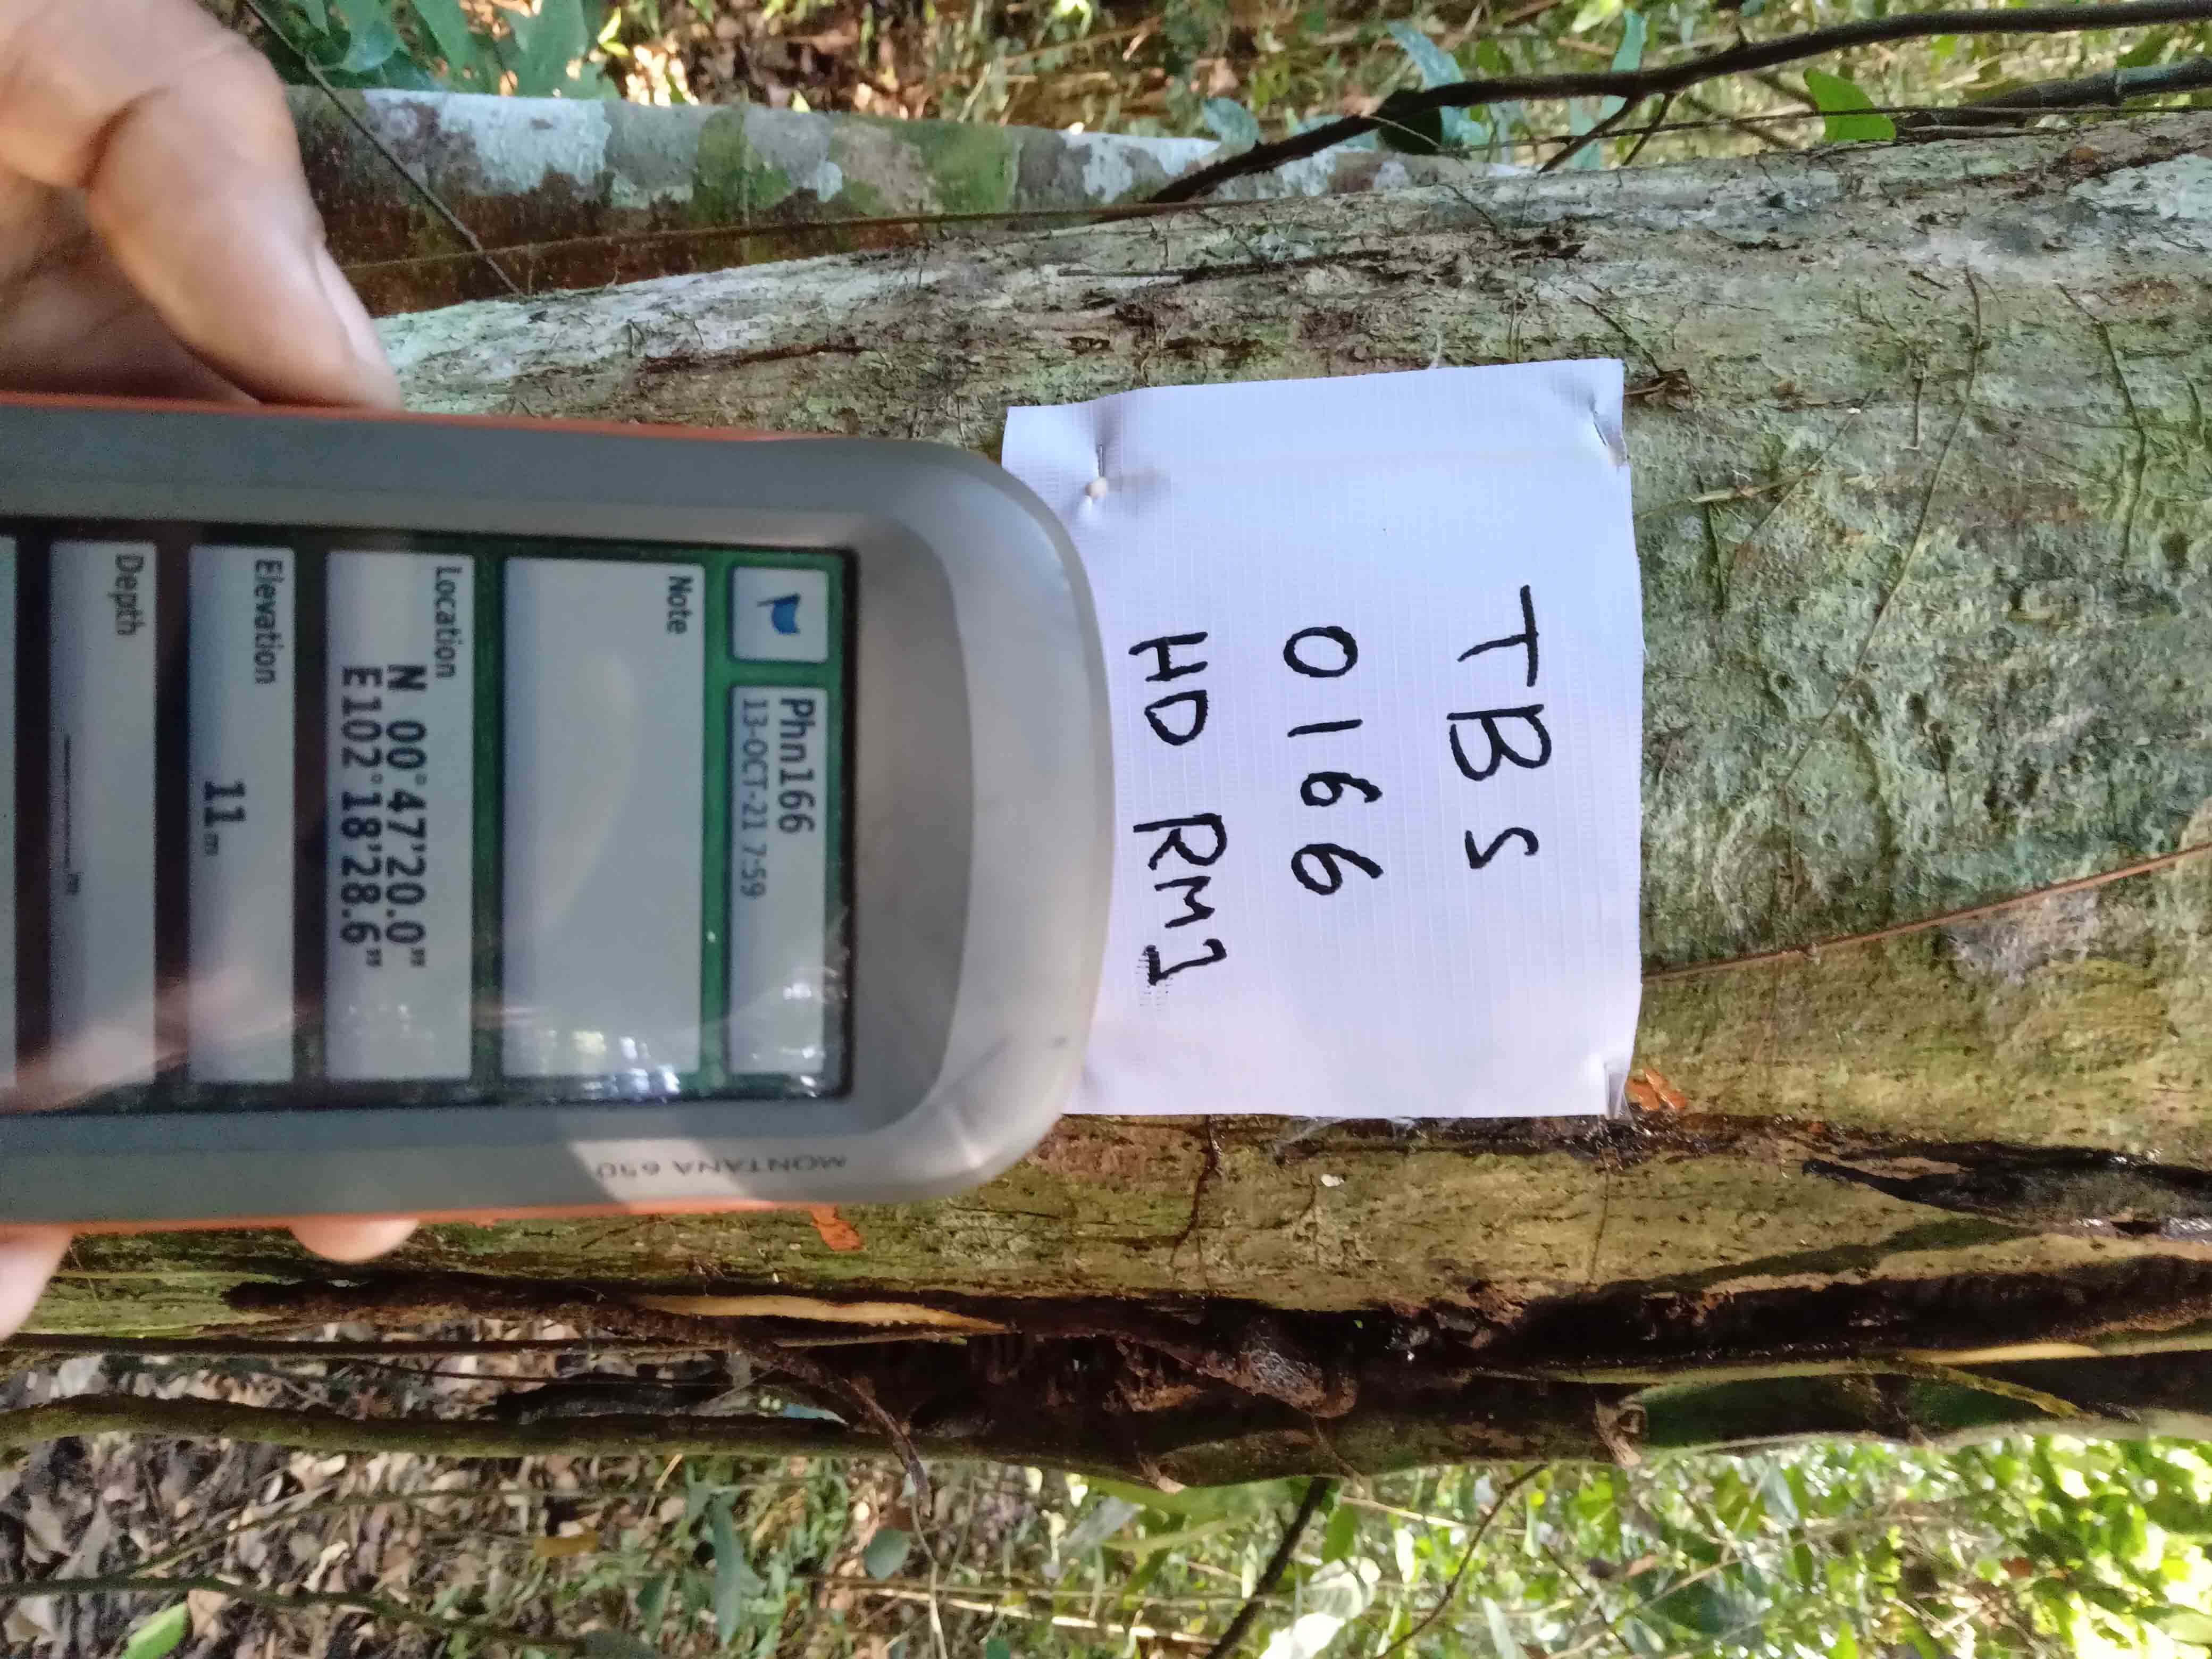 TBS
0166
HD RM1
MONTANA 650
Phn166
13-OCT-21 7:59
Note
Location
N 00°47'20.0"
E102°18'28.6"
Elevation
11m
Depth
m